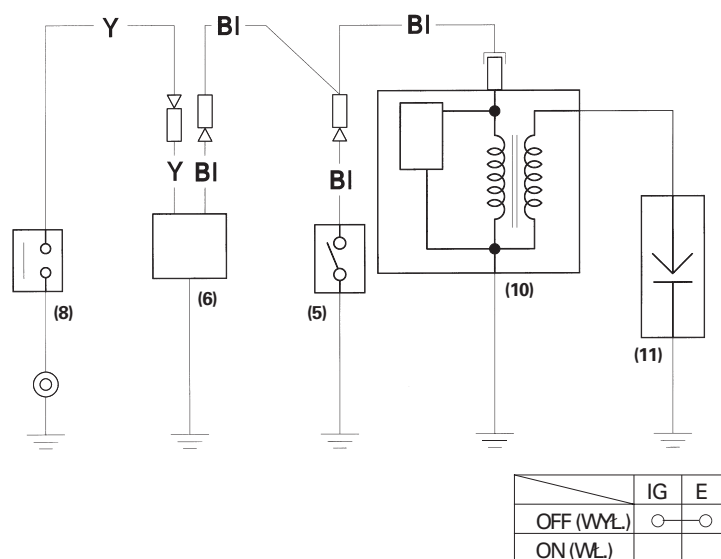 Y
Bl
Bl
Y Bl
Bl
(8)
(6)
(5)
(10)
(11)
IG E
OFF (WYŁ.)
ON (WŁ.)